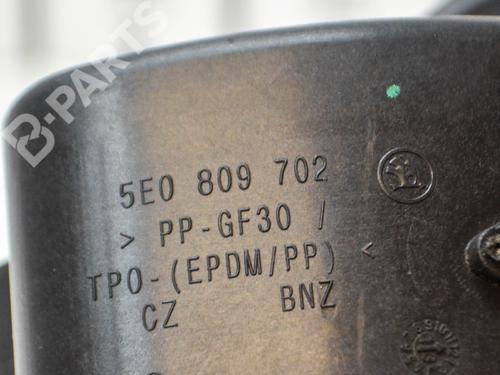 B-PARTS
5E0 809 702
> PP-GF30 /
TPO-(EPDM/PP) <
CZ BNZ